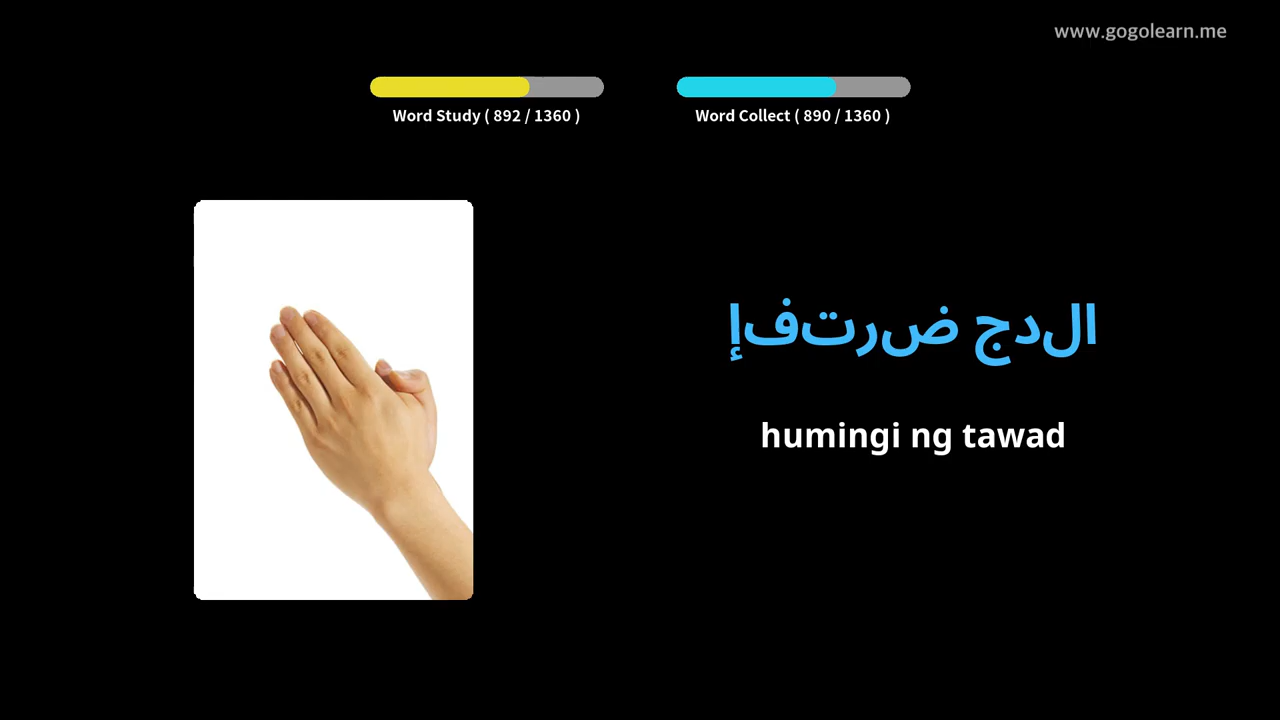 www.gogolearn.me
Word Study ( 892 / 1360 )
Word Collect ( 890 / 1360 )
الدج ضرتفإ
humingi ng tawad